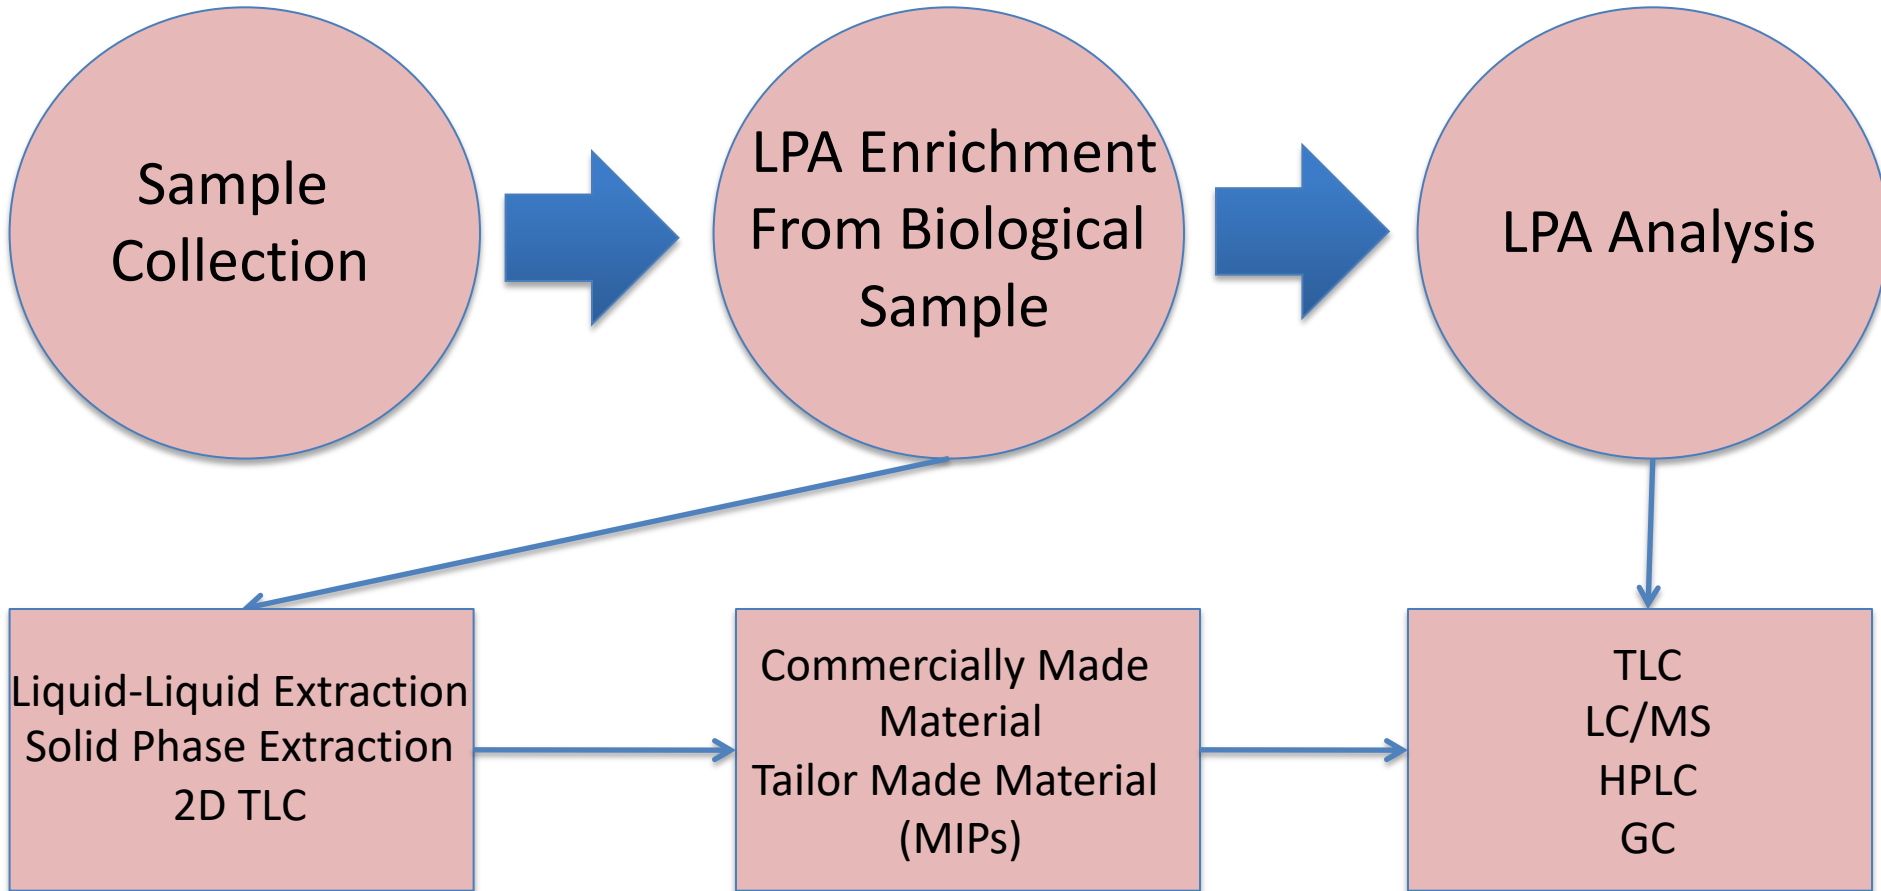 Sample
Collection
LPA Enrichment
From Biological
Sample
LPA Analysis
Liquid-Liquid Extraction
Solid Phase Extraction
2D TLC
Commercially Made
Material
Tailor Made Material
(MIPs)
TLC
LC/MS
HPLC
GC